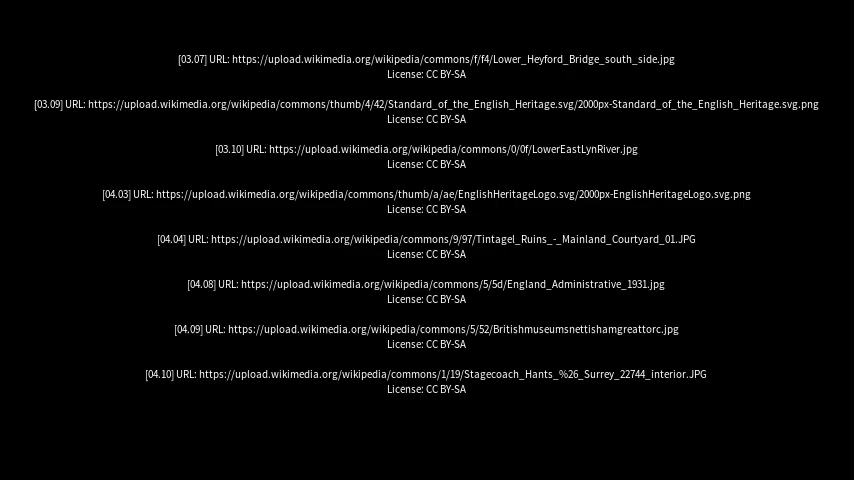 [03.07] URL: https://upload.wikimedia.org/wikipedia/commons/f/f4/Lower_Heyford_Bridge_south_side.jpg
License: CC BY-SA
[03.09] URL: https://upload.wikimedia.org/wikipedia/commons/thumb/4/42/Standard_of_the_English_Heritage.svg/2000px-Standard_of_the_English_Heritage.svg.png
License: CC BY-SA
[03.10] URL: https://upload.wikimedia.org/wikipedia/commons/0/0f/LowerEastLynRiver.jpg
License: CC BY-SA
[04.03] URL: https://upload.wikimedia.org/wikipedia/commons/thumb/a/ae/EnglishHeritageLogo.svg/2000px-EnglishHeritageLogo.svg.png
License: CC BY-SA
[04.04] URL: https://upload.wikimedia.org/wikipedia/commons/9/97/Tintagel_Ruins_-_Mainland_Courtyard_01.JPG
License: CC BY-SA
[04.08] URL: https://upload.wikimedia.org/wikipedia/commons/5/5d/England_Administrative_1931.jpg
License: CC BY-SA
[04.09] URL: https://upload.wikimedia.org/wikipedia/commons/5/52/Britishmuseumsnettishamgreattorc.jpg
License: CC BY-SA
[04.10] URL: https://upload.wikimedia.org/wikipedia/commons/1/19/Stagecoach_Hants_%26_Surrey_22744_interior.JPG
License: CC BY-SA